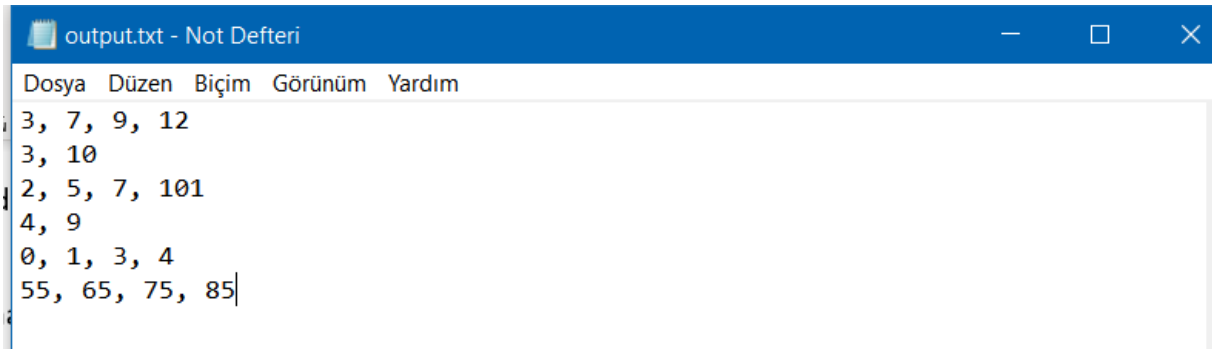 output.txt - Not Defteri
Dosya Düzen Biçim Görünüm Yardım
3, 7, 9, 12
3, 10
2, 5, 7, 101
4, 9
0, 1, 3, 4
55, 65, 75, 85